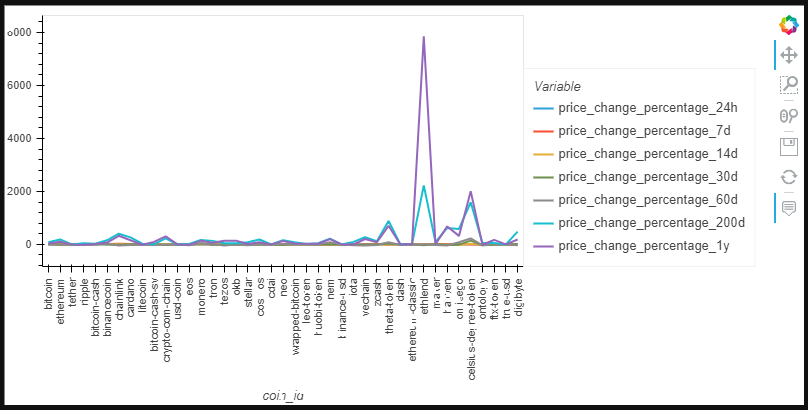 6000
4000
2000
0
bitcoin
ethereum
tether
ripple
bitcoin-cash
binancecoin
chainlink
cardano
litecoin
bitcoin-cash-sv
crypto-com-chain
usd-coin
eos
monero
tron
tezos
okb
stellar
cosmos
cdai
neo
wrapped-bitcoin
leo-token
huobi-token
nem
binance-usd
iota
vechain
zcash
theta-token
dash
ethereum-classic
ethlend
maker
havven
omisego
celsius-degree-token
ontology
ftx-token
true-usd
digibyte
coin_id
Variable
price_change_percentage_24h
price_change_percentage_7d
price_change_percentage_14d
price_change_percentage_30d
price_change_percentage_60d
price_change_percentage_200d
price_change_percentage_1y